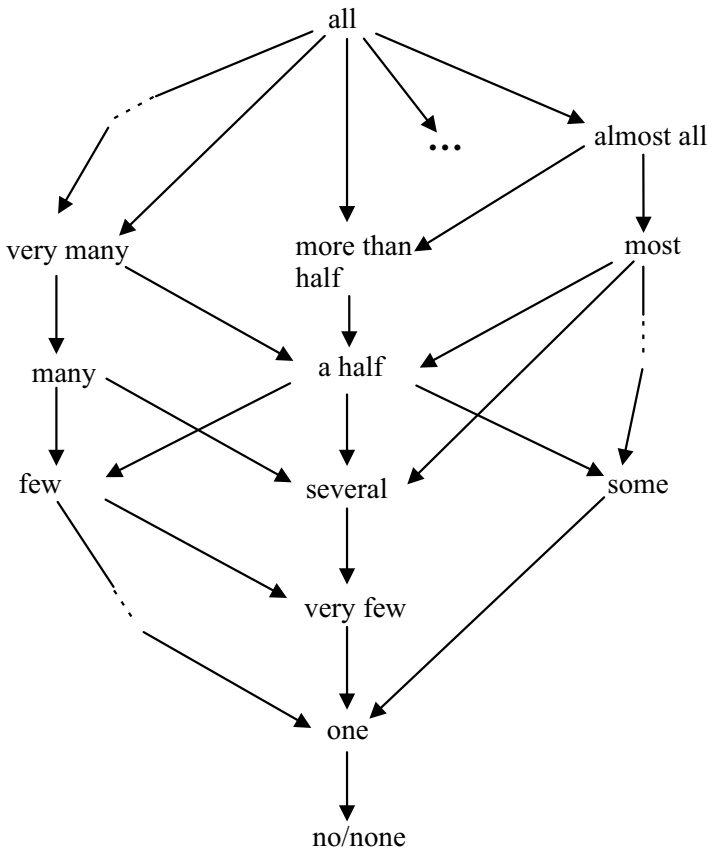 all
almost all
...
very many
more than
half
most
many
a half
few
several
some
very few
one
no/none